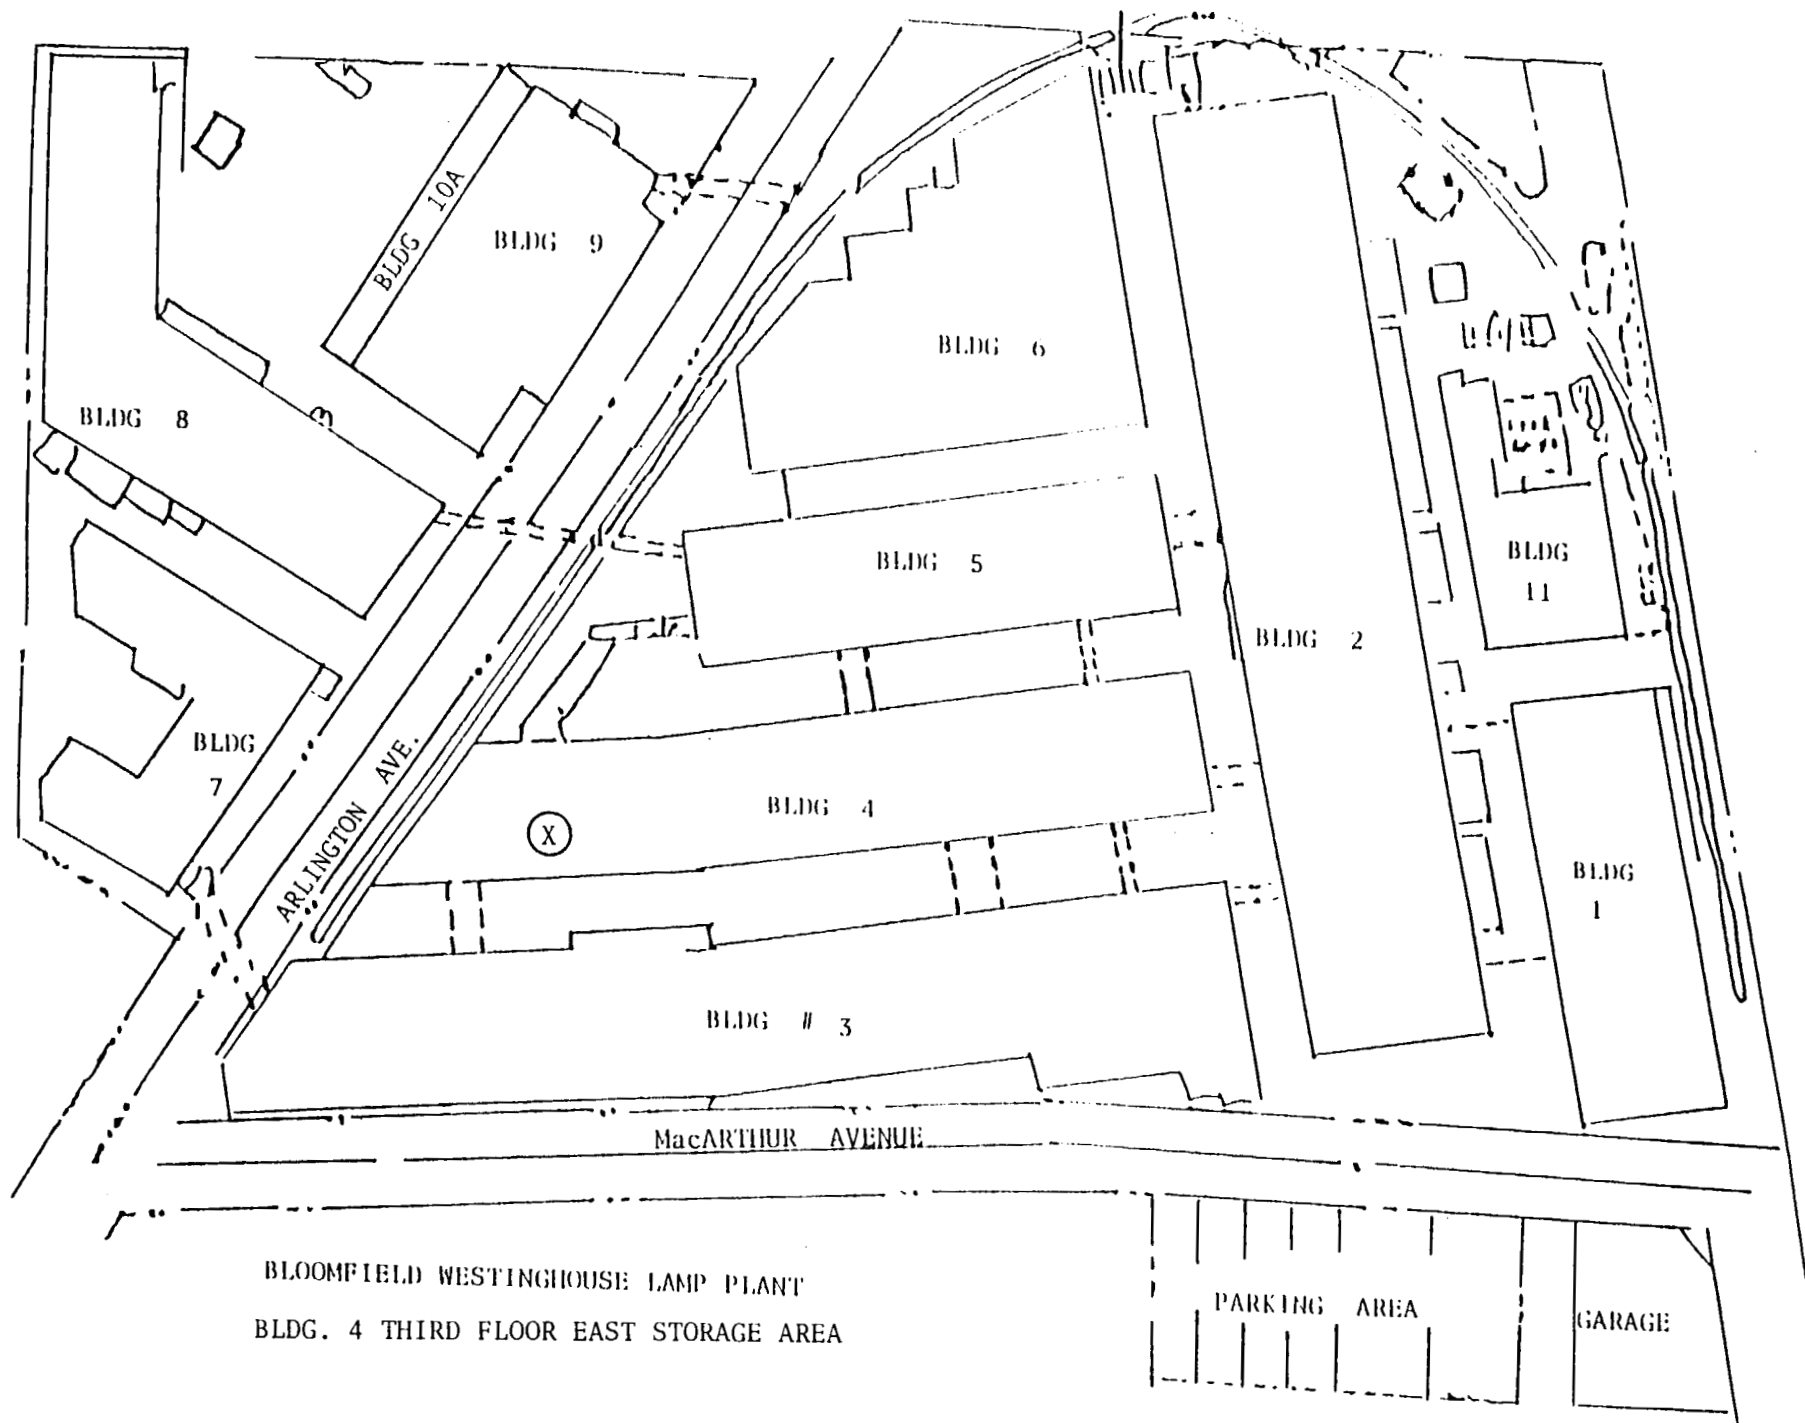 BLDG 10A
BLDG 9
BLDG 6
BLDG 8
BLDG 5
BLDG
11
BLDG 2
BLDG
7
ARLINGTON AVE.
X
BLDG 4
BLDG
1
BLDG # 3
MacARTHUR AVENUE
BLOOMFIELD WESTINGHOUSE LAMP PLANT
BLDG. 4 THIRD FLOOR EAST STORAGE AREA
PARKING AREA
GARAGE